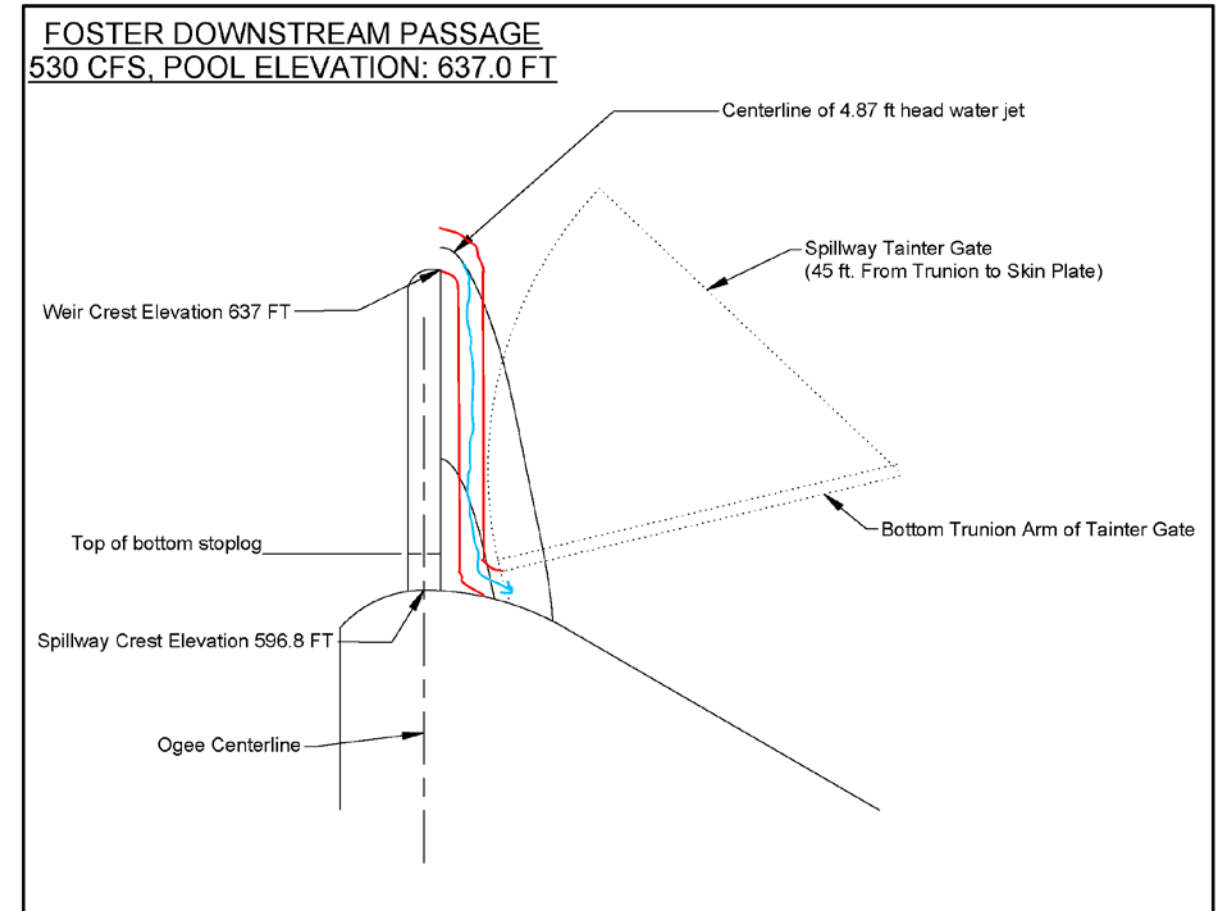 FOSTER DOWNSTREAM PASSAGE
530 CFS, POOL ELEVATION: 637.0 FT
Centerline of 4.87 ft head water jet
Spillway Tainter Gate
(45 ft. From Trunion to Skin Plate)
Weir Crest Elevation 637 FT
Bottom Trunion Arm of Tainter Gate
Top of bottom stoplog
Spillway Crest Elevation 596.8 FT
Ogee Centerline